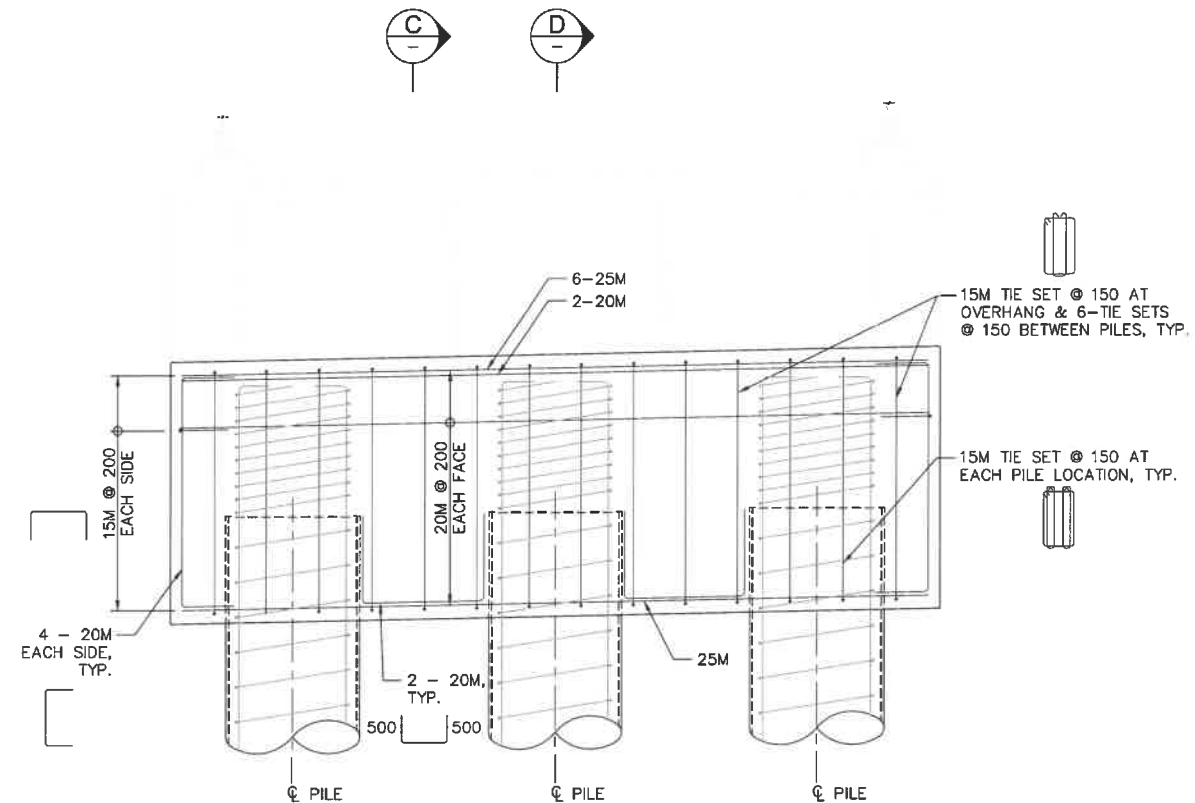 C
-
D
-
6-25M
2-20M
15M TIE SET @ 150 AT
OVERHANG & 6-TIE SETS
@ 150 BETWEEN PILES, TYP.
15M @ 200
EACH SIDE
20M @ 200
EACH FACE
15M TIE SET @ 150 AT
EACH PILE LOCATION, TYP.
4 - 20M
EACH SIDE,
TYP.
2 - 20M,
TYP.
500
500
25M
℄ PILE
℄ PILE
℄ PILE